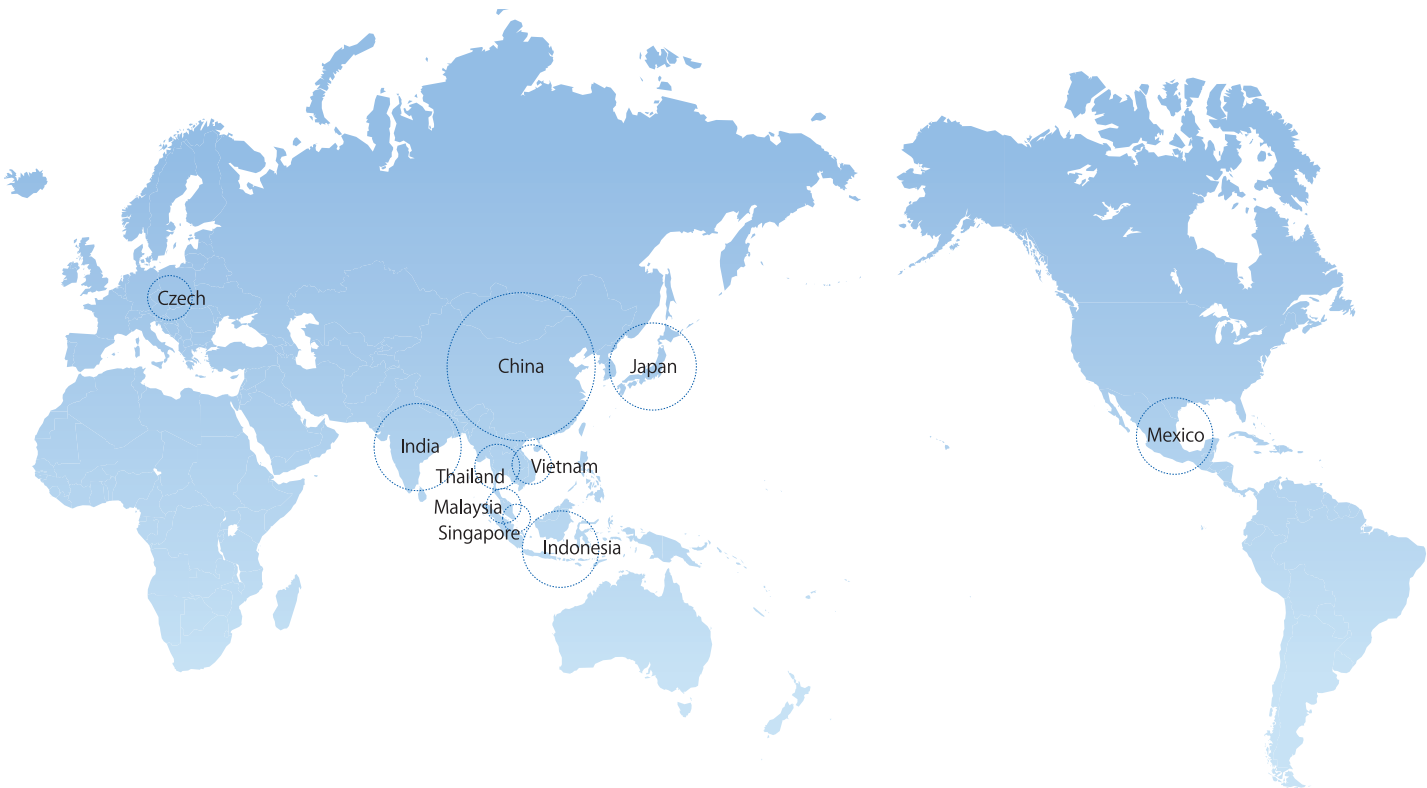 Czech
China
Japan
Mexico
India
Vietnam
Thailand
Malaysia
Singapore
Indonesia